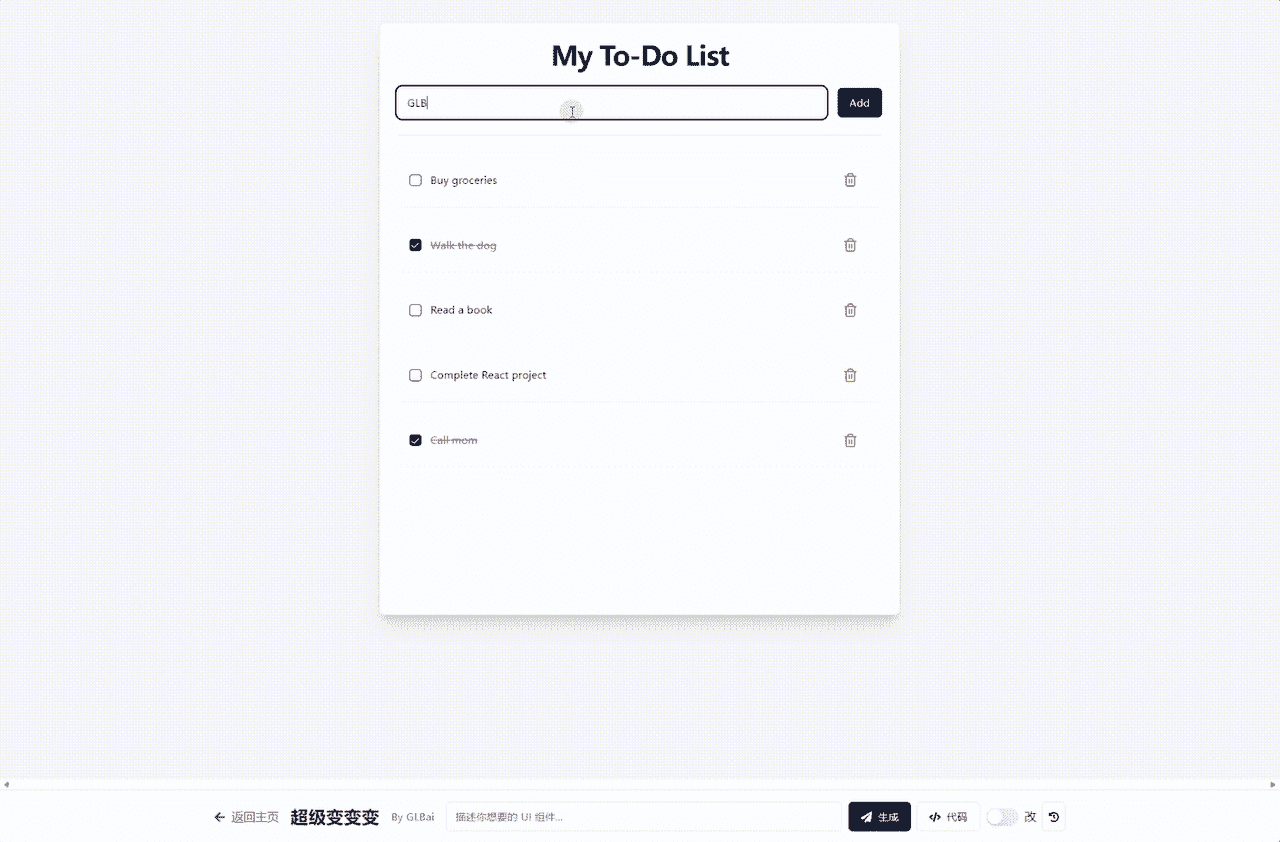 My To-Do List
GLB
Add
Buy groceries
Walk the dog
Read a book
Complete React project
Call mom
返回主页 超级变变变 By GLBai 描述你想要的 UI 组件... 生成 代码 改